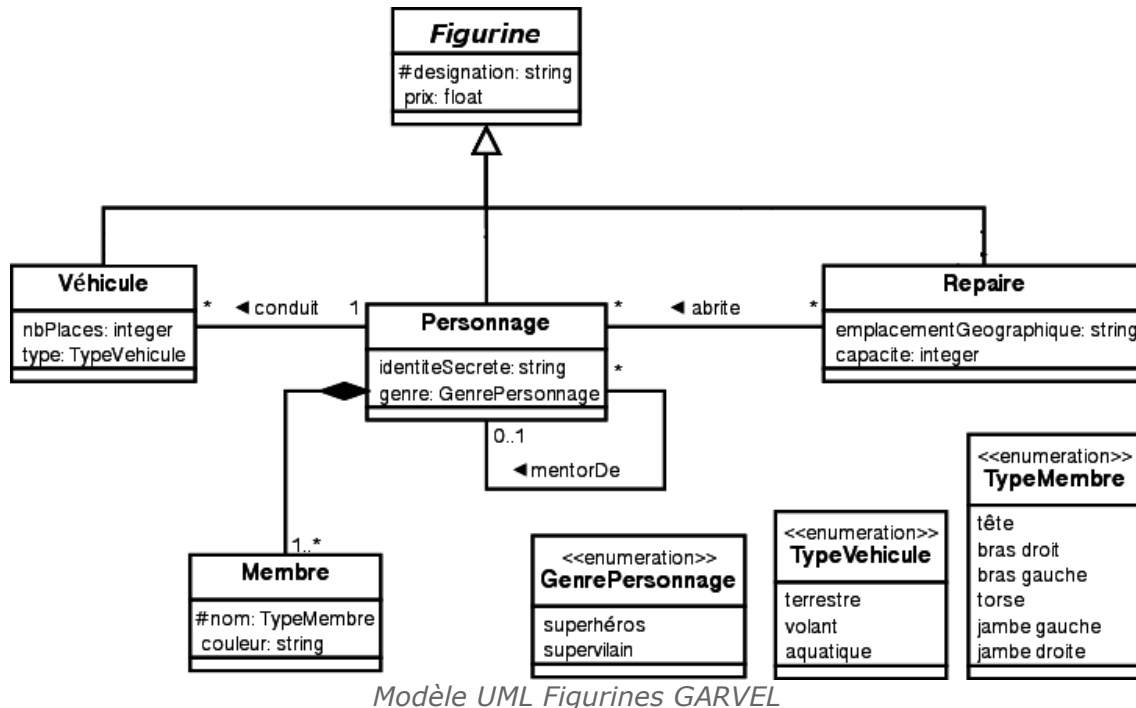 Figurine
#designation: string
prix: float
Véhicule
nbPlaces: integer
type: TypeVehicule
* ◄ conduit 1
Personnage
identiteSecrete: string
genre: GenrePersonnage
* ◄ abrite *
Repaire
emplacementGeographique: string
capacite: integer
*
0..1
◄ mentorDe
1..*
Membre
#nom: TypeMembre
couleur: string
<<enumeration>>
GenrePersonnage
superhéros
supervilain
<<enumeration>>
TypeVehicule
terrestre
volant
aquatique
<<enumeration>>
TypeMembre
tête
bras droit
bras gauche
torse
jambe gauche
jambe droite
Modèle UML Figurines GARVEL